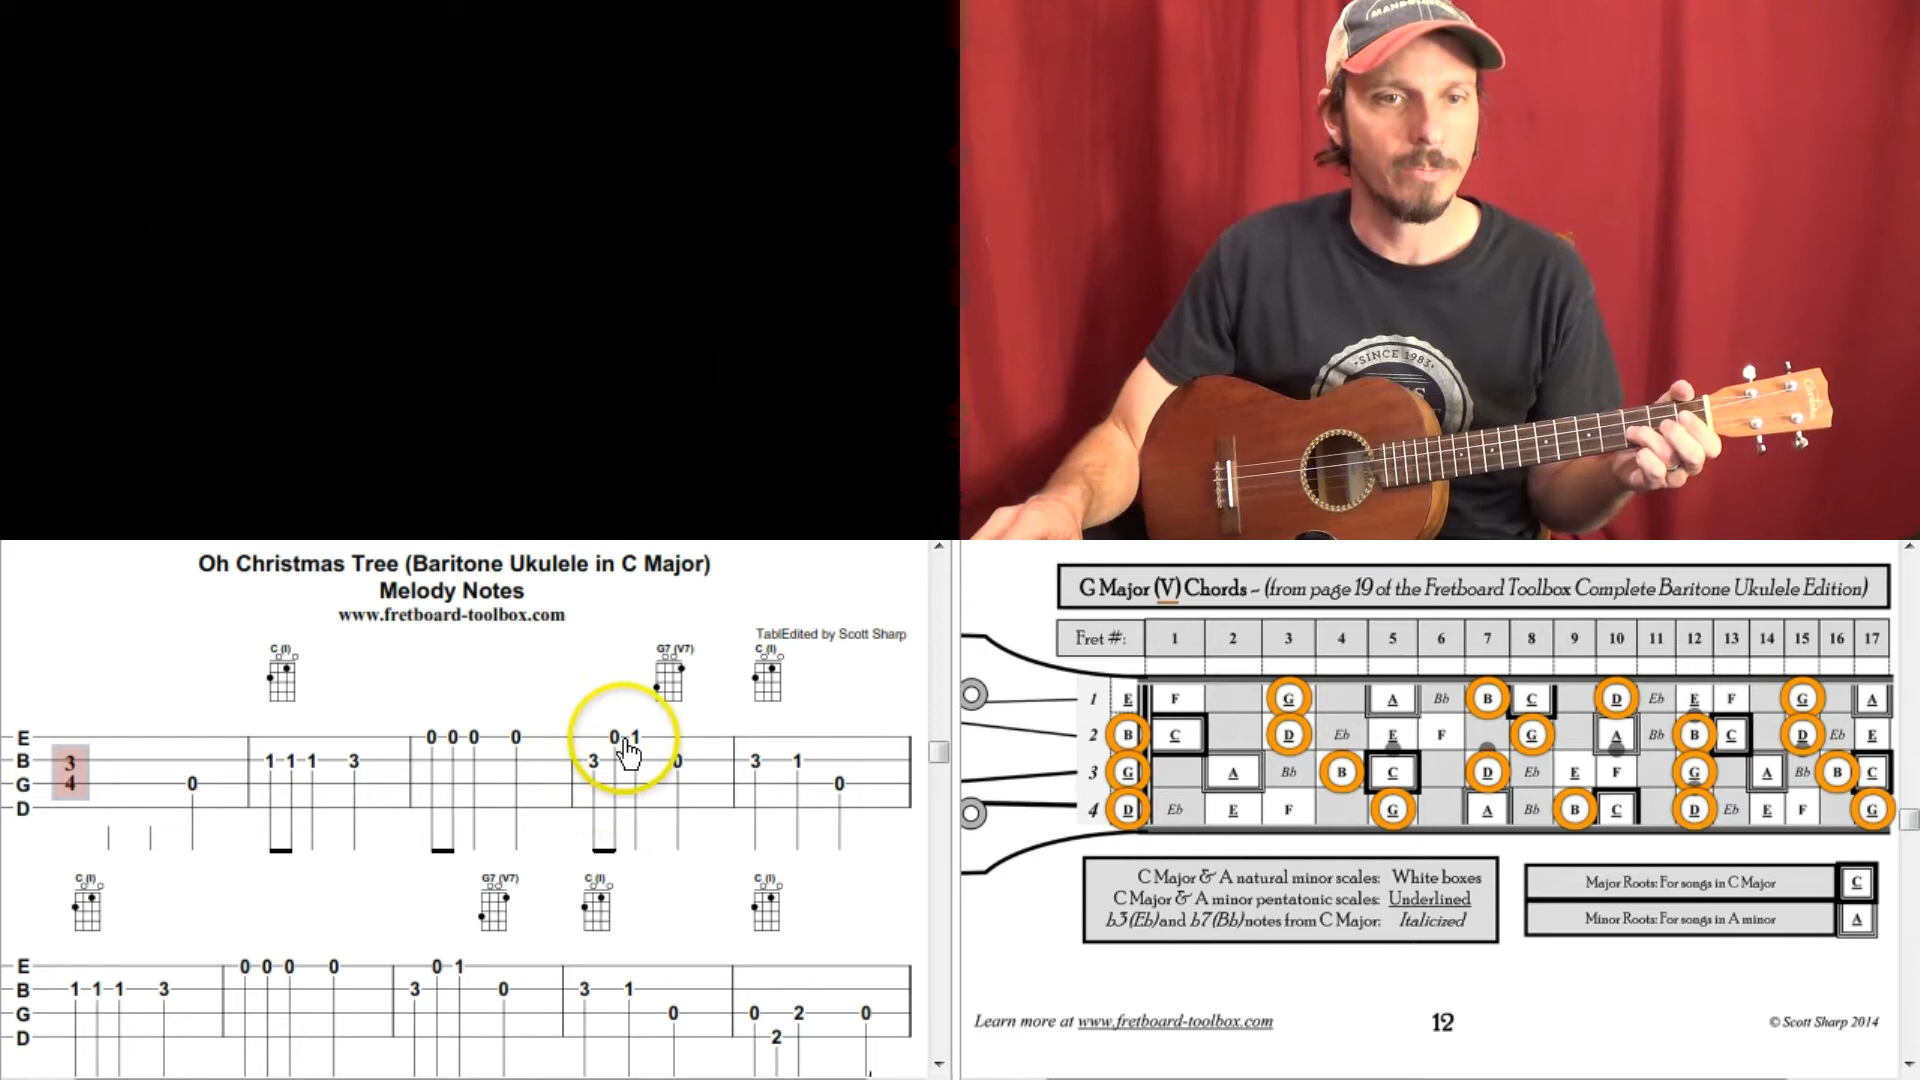 MANDOLIN
SINCE 1983
Cordoba
Oh Christmas Tree (Baritone Ukulele in C Major)
Melody Notes
www.fretboard-toolbox.com
TablEdited by Scott Sharp
C (I) G7 (V7) C (I)
E 0 0 0 0 0 1
B 3 1 1 1 3 3 0 3 1
G 4 0 0
D
C (I) G7 (V7) C (I) C (I)
E 0 0 0 0 0 1
B 1 1 1 3 3 0 3 1
G 0 0 2 0
D 2
G Major (V) Chords ~ (from page 19 of the Fretboard Toolbox Complete Baritone Ukulele Edition)
Fret #: 1 2 3 4 5 6 7 8 9 10 11 12 13 14 15 16 17
1 E F G A Bb B C D Eb E F G A
2 B C D Eb E F G A Bb B C D Eb E
3 G A Bb B C D Eb E F G A Bb B C
4 D Eb E F G A Bb B C D Eb E F G
C Major & A natural minor scales: White boxes
C Major & A minor pentatonic scales: Underlined
b3(Eb) and b7(Bb) notes from C Major: Italicized
Major Roots: For songs in C Major C
Minor Roots: For songs in A minor A
Learn more at www.fretboard-toolbox.com
12
© Scott Sharp 2014